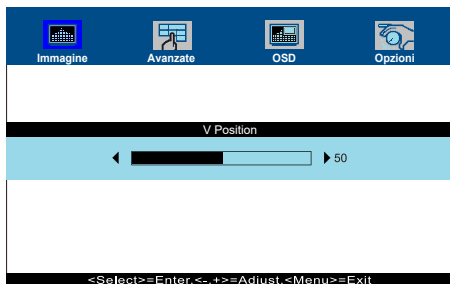 Immagine Avanzate OSD Opzioni
V Position
50
<Select>=Enter,<-,+>=Adjust,<Menu>=Exit